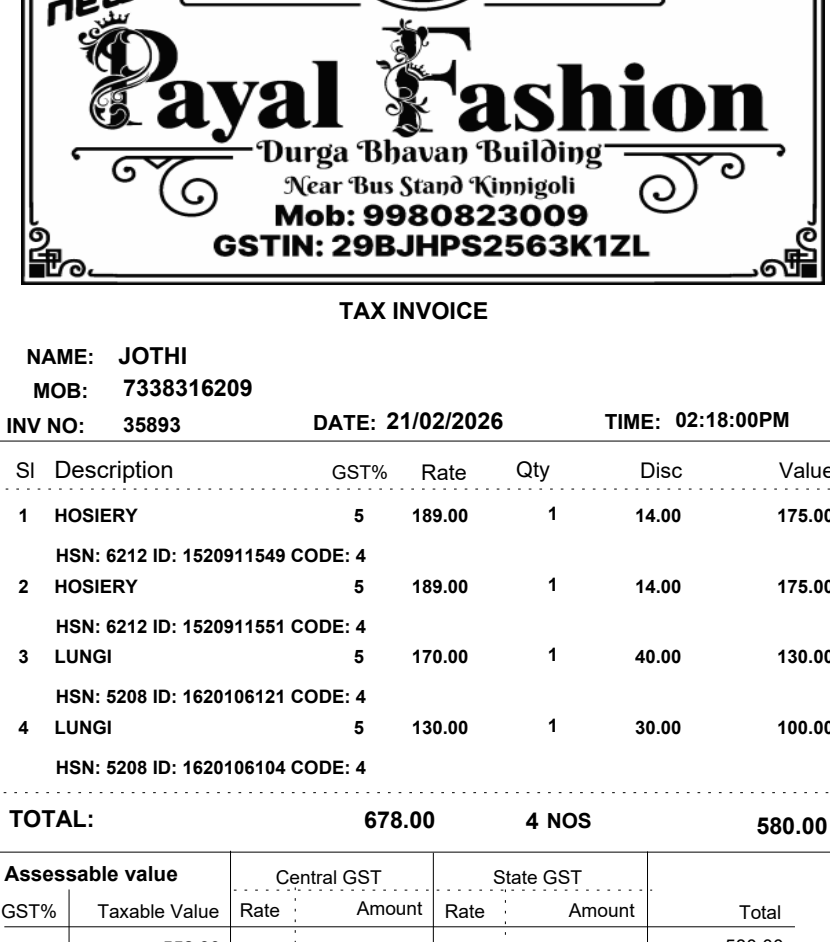 new
Payal Fashion
Durga Bhavan Building
Near Bus Stand Kinnigoli
Mob: 9980823009
GSTIN: 29BJHPS2563K1ZL
TAX INVOICE
NAME: JOTHI
MOB: 7338316209
INV NO: 35893 DATE: 21/02/2026 TIME: 02:18:00PM
Sl Description GST% Rate Qty Disc Value
1 HOSIERY 5 189.00 1 14.00 175.00
HSN: 6212 ID: 1520911549 CODE: 4
2 HOSIERY 5 189.00 1 14.00 175.00
HSN: 6212 ID: 1520911551 CODE: 4
3 LUNGI 5 170.00 1 40.00 130.00
HSN: 5208 ID: 1620106121 CODE: 4
4 LUNGI 5 130.00 1 30.00 100.00
HSN: 5208 ID: 1620106104 CODE: 4
TOTAL: 678.00 4 NOS 580.00
Assessable value Central GST State GST
GST% Taxable Value Rate Amount Rate Amount Total